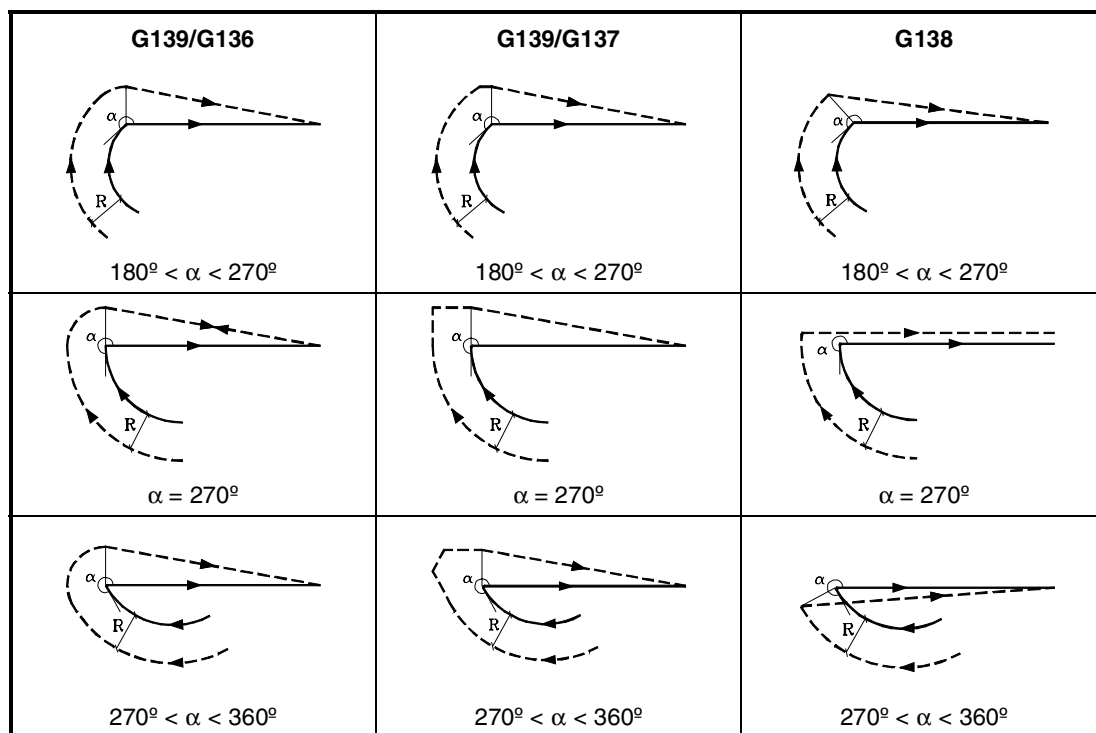 G139/G136
G139/G137
G138
α
R
180º < α < 270º
α
R
180º < α < 270º
α
R
180º < α < 270º
α
R
α = 270º
α
R
α = 270º
α
R
α = 270º
α
R
270º < α < 360º
α
R
270º < α < 360º
α
R
270º < α < 360º